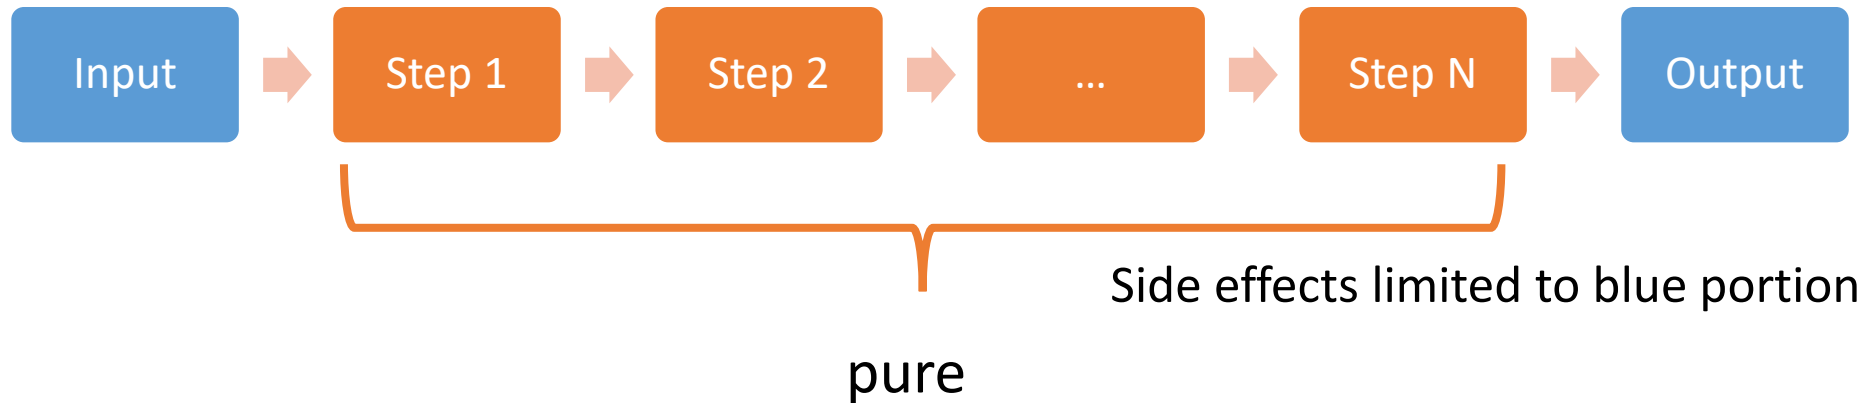 Input
Step 1
Step 2
...
Step N
Output
Side effects limited to blue portion
pure